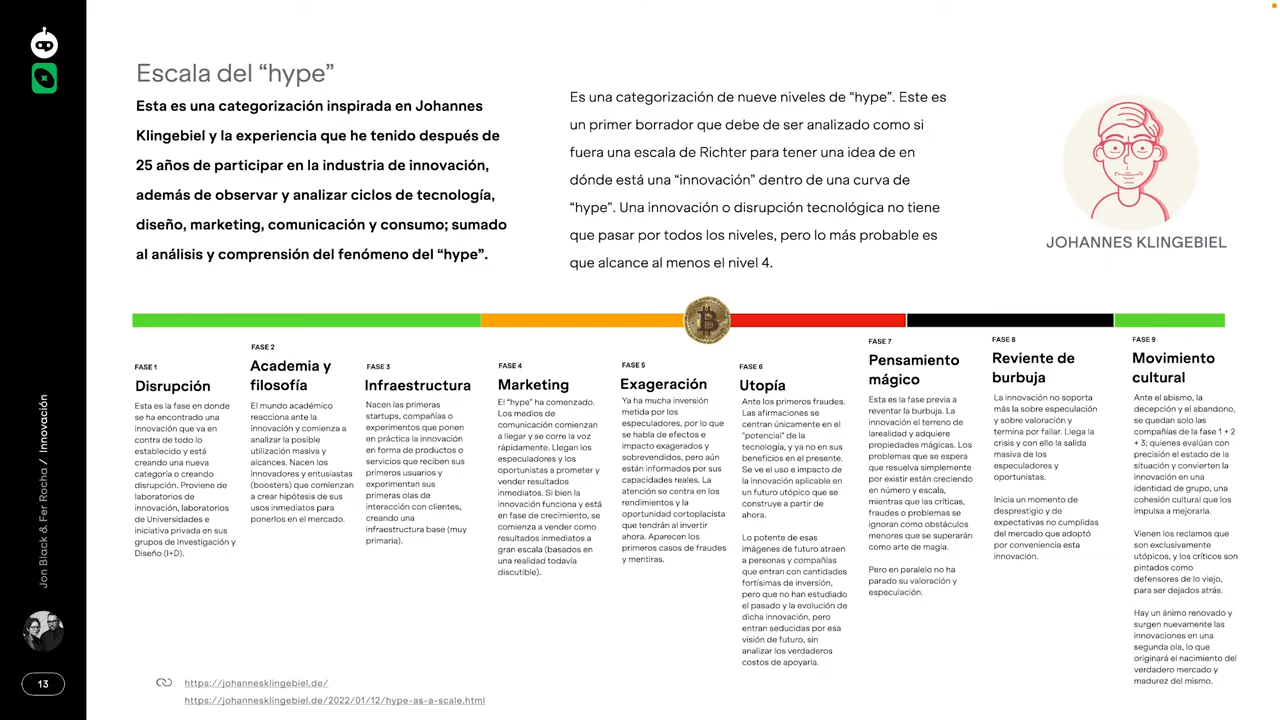 Escala del “hype”
Esta es una categorización inspirada en Johannes
Klingebiel y la experiencia que he tenido después de
25 años de participar en la industria de innovación,
además de observar y analizar ciclos de tecnología,
diseño, marketing, comunicación y consumo; sumado
al análisis y comprensión del fenómeno del “hype”.
Es una categorización de nueve niveles de “hype”. Este es
un primer borrador que debe de ser analizado como si
fuera una escala de Richter para tener una idea de en
dónde está una “innovación” dentro de una curva de
“hype”. Una innovación o disrupción tecnológica no tiene
que pasar por todos los niveles, pero lo más probable es
que alcance al menos el nivel 4.
JOHANNES KLINGEBIEL
FASE 1
Disrupción
Esta es la fase en donde
se ha encontrado una
innovación que va en
contra de todo lo
establecido y está
creando una nueva
categoría o creando
disrupción. Proviene de
laboratorios de
innovación, laboratorios
de Universidades e
iniciativa privada en sus
grupos de Investigación y
Diseño (I+D).
FASE 2
Academia y
filosofía
El mundo académico
reacciona ante la
innovación y comienza a
analizar la posible
utilización masiva y
alcances. Nacen los
innovadores y entusiastas
(boosters) que comienzan
a crear hipótesis de sus
usos inmediatos para
ponerlos en el mercado.
FASE 3
Infraestructura
Nacen las primeras
startups, compañías o
experimentos que ponen
en práctica la innovación
en forma de productos o
servicios que reciben sus
primeros usuarios y
experimentan sus
primeras olas de
interacción con clientes,
creando una
infraestructura base (muy
primaria).
FASE 4
Marketing
El “hype” ha comenzado.
Los medios de
comunicación comienzan
a llegar y se corre la voz
rápidamente. Llegan los
especuladores y los
oportunistas a prometer y
vender resultados
inmediatos. Si bien la
innovación funciona y está
en fase de crecimiento, se
comienza a vender como
resultados inmediatos a
gran escala (basados en
una realidad todavía
discutible).
FASE 5
Exageración
Ya ha mucha inversión
metida por los
especuladores, por lo que
se habla de efectos e
impacto exagerados y
sobrevendidos, pero aún
están informados por sus
capacidades reales. La
atención se centra en los
rendimientos y la
oportunidad cortoplacista
que tendrán al invertir
ahora. Aparecen los
primeros casos de fraudes
y mentiras.
FASE 6
Utopía
Ante los primeros fraudes.
Las afirmaciones se
centran únicamente en el
“potencial” de la
tecnología, y ya no en sus
beneficios en el presente.
Se ve el uso e impacto de
la innovación aplicable en
un futuro utópico que se
construye a partir de
ahora.
Lo potente de esas
imágenes de futuro atraen
a personas y compañías
que entran con cantidades
fortísimas de inversión,
pero que no han estudiado
el pasado y la evolución de
dicha innovación, pero
entran seducidas por esa
visión de futuro, sin
analizar los verdaderos
costos de apoyarla.
FASE 7
Pensamiento
mágico
Esta es la fase previa a
reventar la burbuja. La
innovación el terreno de
larealidad y adquiere
propiedades mágicas. Los
problemas que se espera
que resuelva simplemente
por existir están creciendo
en número y escala,
mientras que las críticas,
fraudes o problemas se
ignoran como obstáculos
menores que se superarán
como arte de magia.
Pero en paralelo no ha
parado su valoración y
especulación.
FASE 8
Reviente de
burbuja
La innovación no soporta
más la sobre especulación
y sobre valoración y
termina por fallar. Llega la
crisis y con ello la salida
masiva de los
especuladores y
oportunistas.
Inicia un momento de
desprestigio y de
expectativas no cumplidas
del mercado que adoptó
por conveniencia esta
innovación.
FASE 9
Movimiento
cultural
Ante el abismo, la
decepción y el abandono,
se quedan solo las
compañías de la fase 1 + 2
+ 3; quienes evalúan con
precisión el estado de la
situación y convierten la
innovación en una
identidad de grupo, una
cohesión cultural que los
impulsa a mejorarla.
Vienen los reclamos que
son exclusivamente
utópicos, y los críticos son
pintados como
defensores de lo viejo,
para ser dejados atrás.
Hay un ánimo renovado y
surgen nuevamente las
innovaciones en una
segunda ola, lo que
originará el nacimiento del
verdadero mercado y
madurez del mismo.
Jon Black & Fer Rocha / Innovación
13
https://johannesklingebiel.de/
https://johannesklingebiel.de/2022/01/12/hype-as-a-scale.html